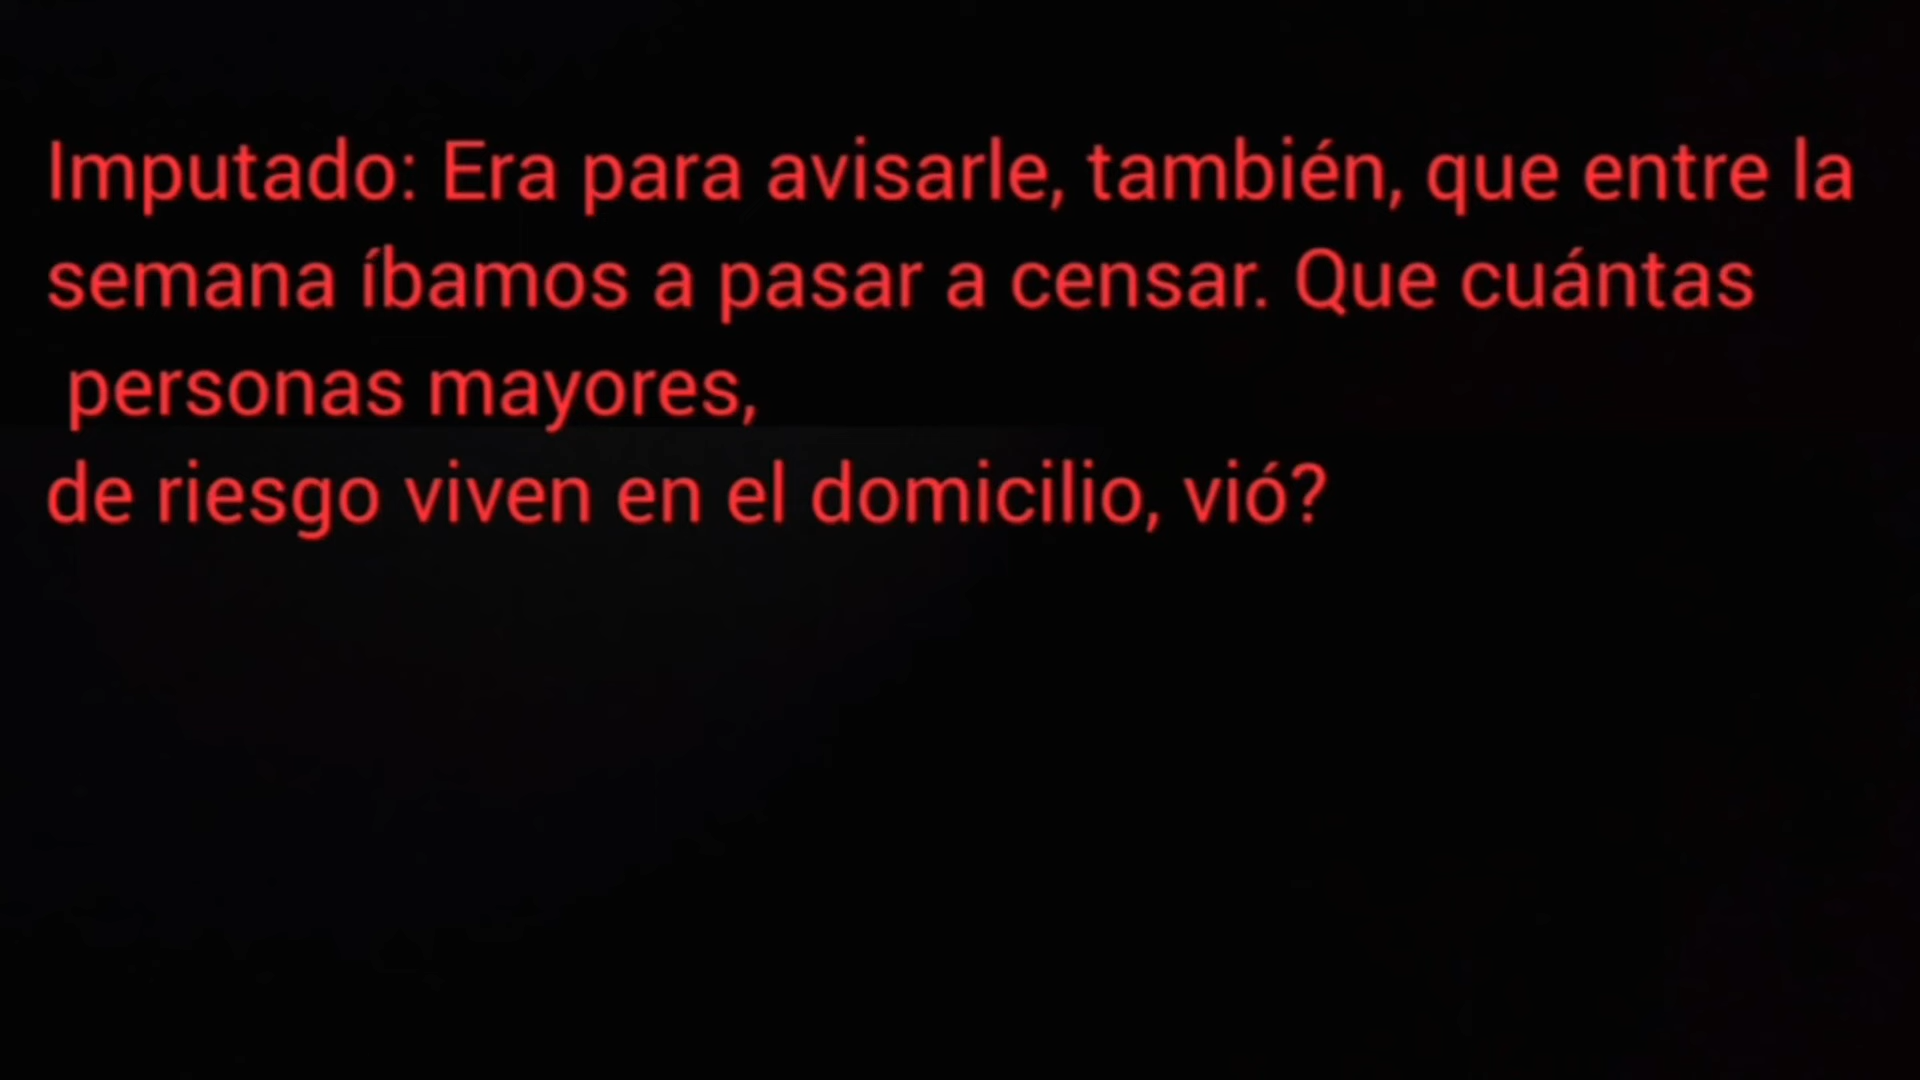 Imputado: Era para avisarle, también, que entre la
semana íbamos a pasar a censar. Que cuántas
personas mayores,
de riesgo viven en el domicilio, vió?